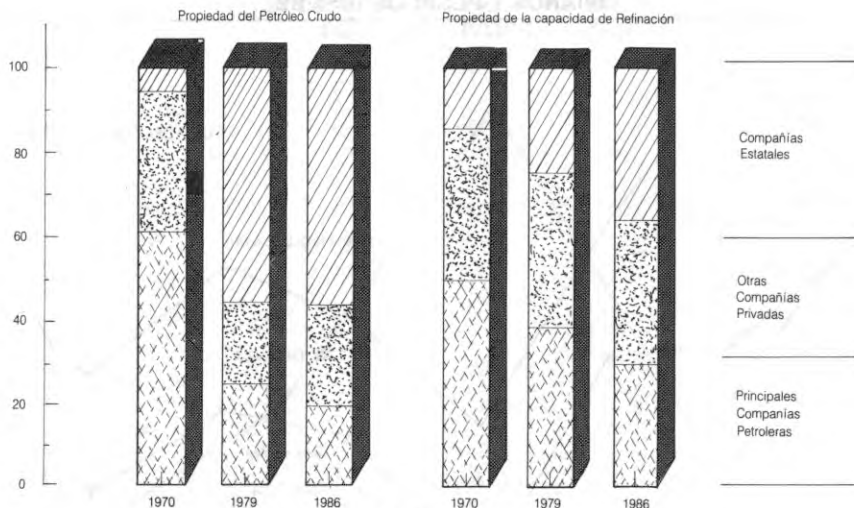 Propiedad del Petróleo Crudo
Propiedad de la capacidad de Refinación
100
80
60
40
20
0
1970
1979
1986
1970
1979
1986
Compañías
Estatales
Otras
Compañías
Privadas
Principales
Companías
Petroleras